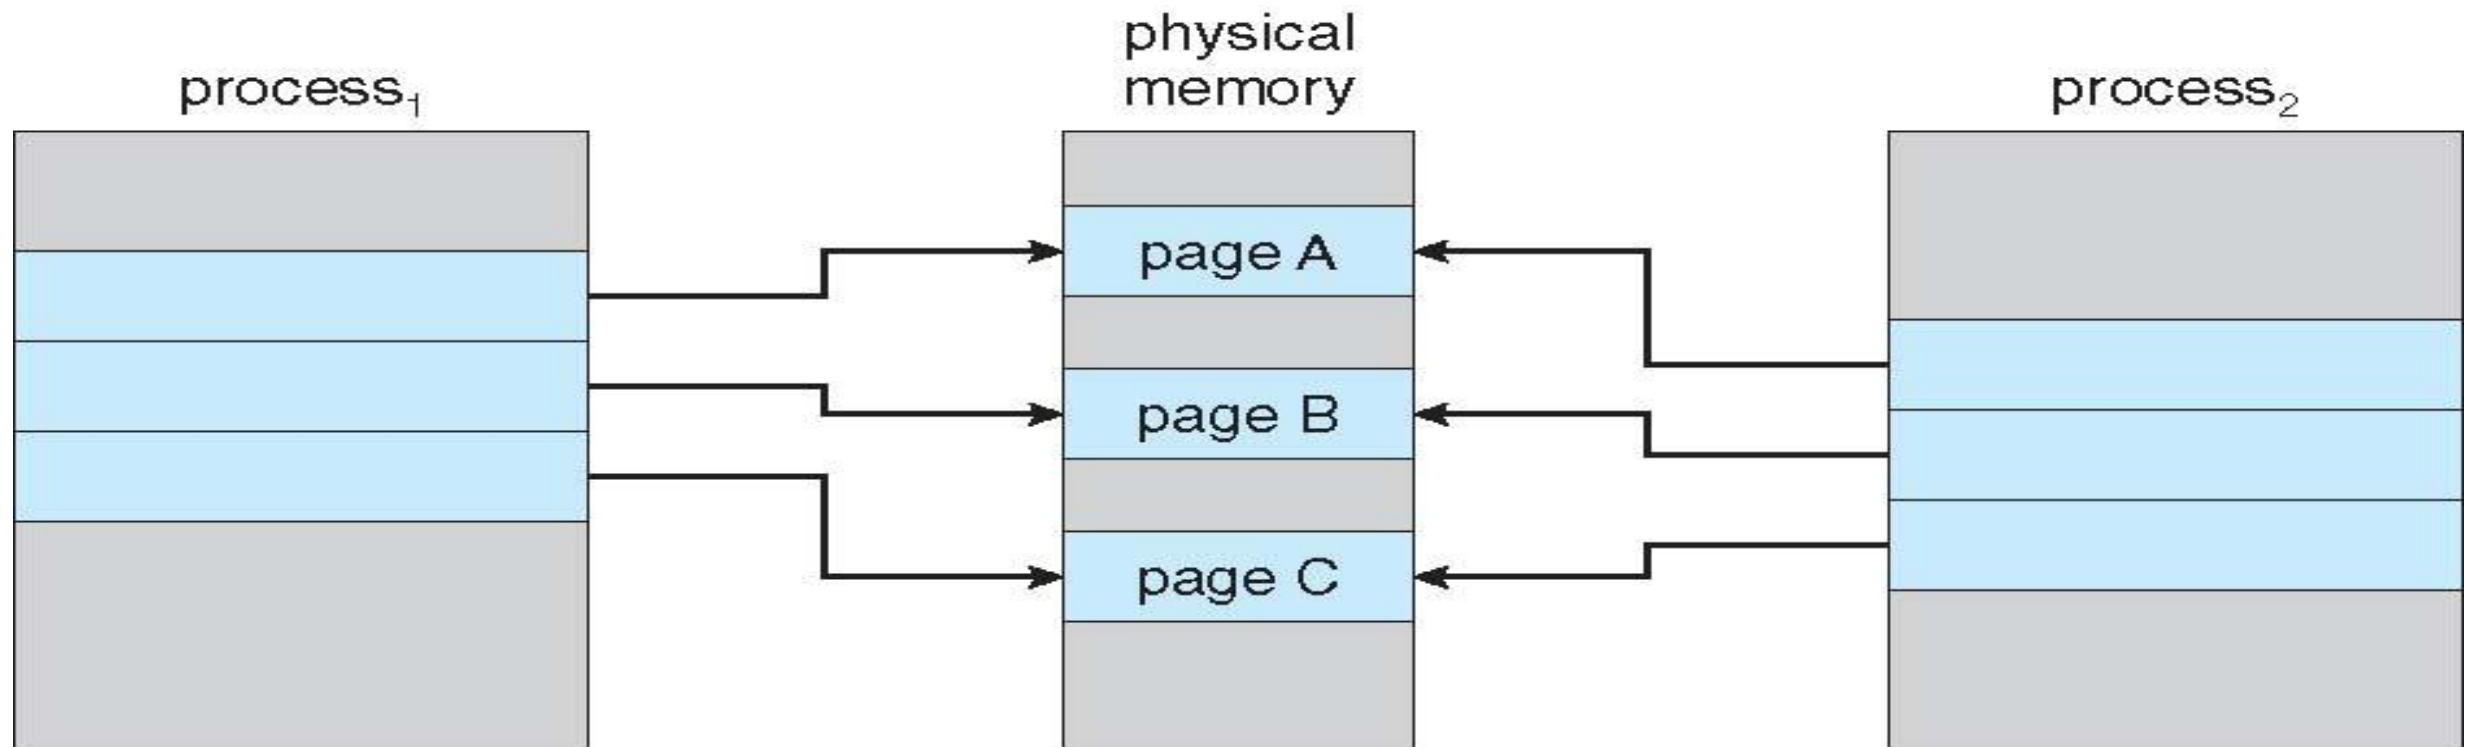 process₁
physical
memory
process₂
page A
page B
page C